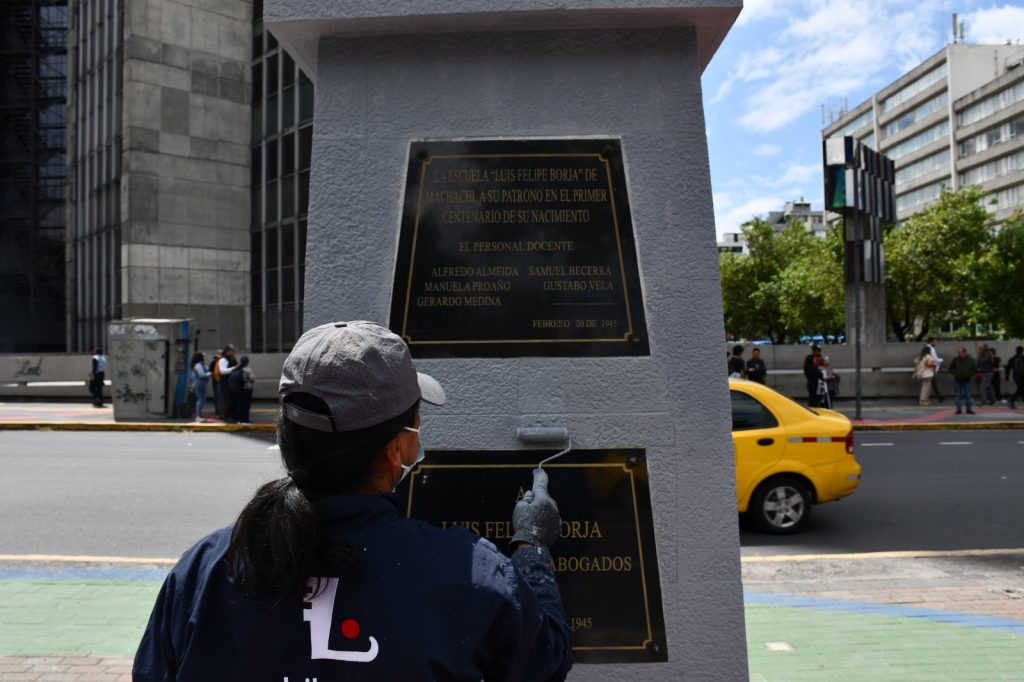 LA ESCUELA "LUIS FELIPE BORJA" DE
MACHACHI, A SU PATRONO EN EL PRIMER
CENTENARIO DE SU NACIMIENTO
EL PERSONAL DOCENTE
ALFREDO ALMEIDA SAMUEL BECERRA
MANUELA PROAÑO GUSTABO VELA
GERARDO MEDINA
FEBRERO 20 DE 1945
A
LUIS FEL BORJA
ABOGADOS
1945